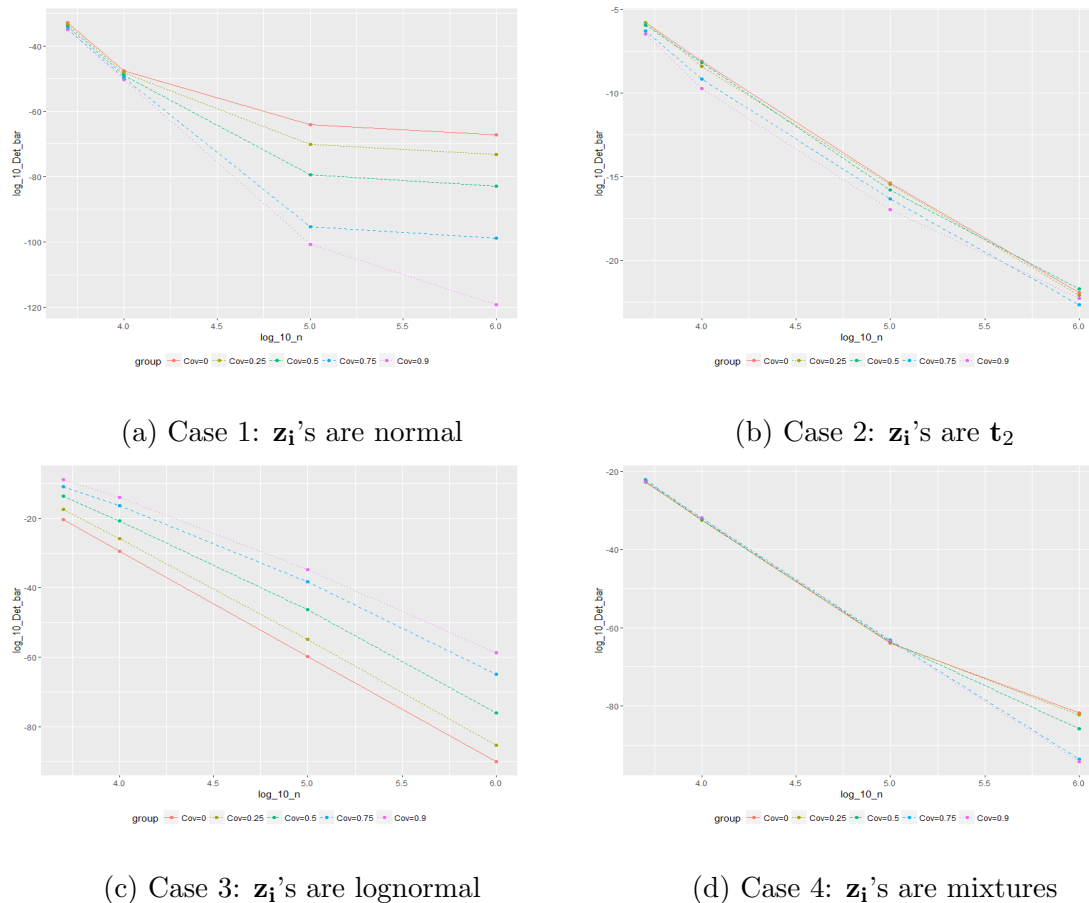 -40
-60
-80
-100
-120
log_10_Det_bar
4.0 4.5 5.0 5.5 6.0
log_10_n
group Cov=0 Cov=0.25 Cov=0.5 Cov=0.75 Cov=0.9
(a) Case 1: z_i's are normal
-5
-10
-15
-20
log_10_Det_bar
4.0 4.5 5.0 5.5 6.0
log_10_n
group Cov=0 Cov=0.25 Cov=0.5 Cov=0.75 Cov=0.9
(b) Case 2: z_i's are t_2
-20
-40
-60
-80
log_10_Det_bar
4.0 4.5 5.0 5.5 6.0
log_10_n
group Cov=0 Cov=0.25 Cov=0.5 Cov=0.75 Cov=0.9
(c) Case 3: z_i's are lognormal
-20
-40
-60
-80
log_10_Det_bar
4.0 4.5 5.0 5.5 6.0
log_10_n
group Cov=0 Cov=0.25 Cov=0.5 Cov=0.75 Cov=0.9
(d) Case 4: z_i's are mixtures